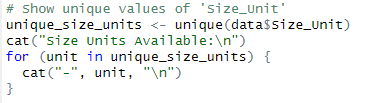 # Show unique values of 'Size_Unit'
unique_size_units <- unique(data$Size_Unit)
cat("Size Units Available:\n")
for (unit in unique_size_units) {
  cat("-", unit, "\n")
}